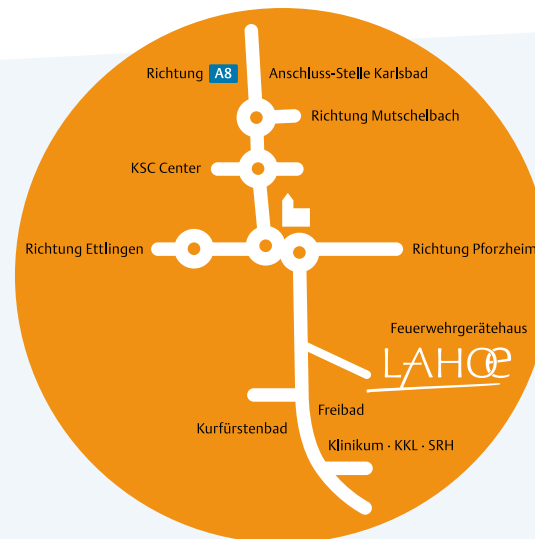 Richtung A8 Anschluss-Stelle Karlsbad
Richtung Mutschelbach
KSC Center
Richtung Ettlingen
Richtung Pforzheim
Feuerwehrgerätehaus
LAHOE
Freibad
Kurfürstenbad
Klinikum · KKL · SRH